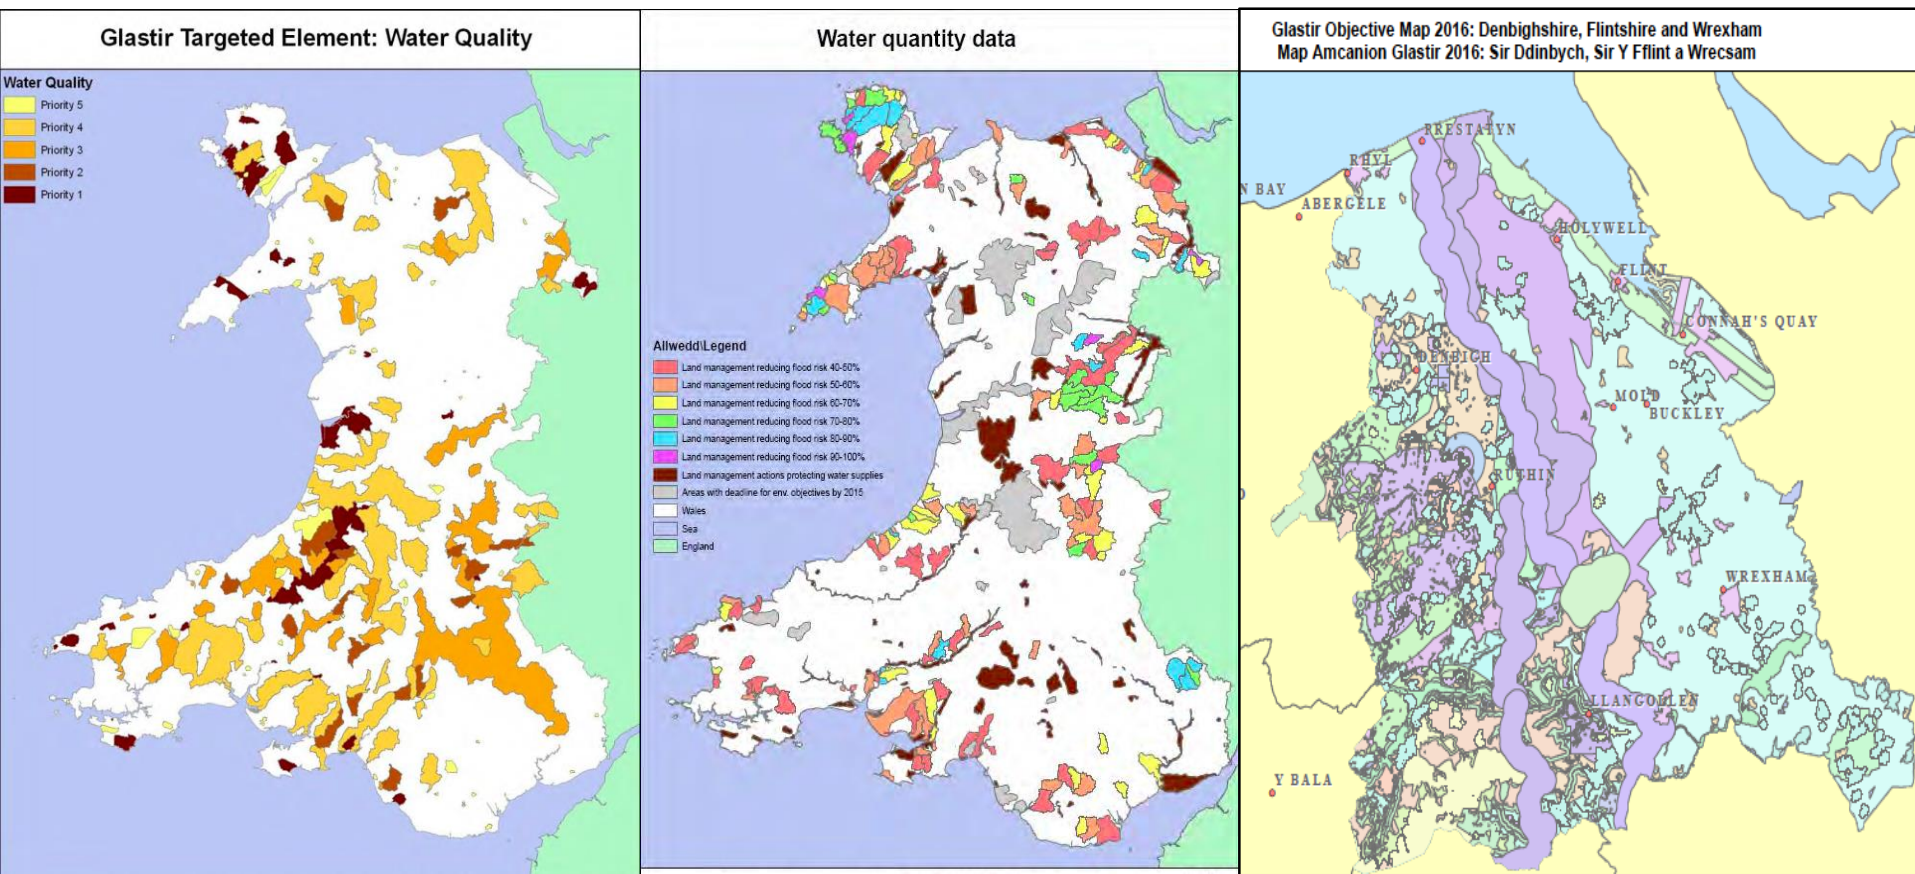 Glastir Targeted Element: Water Quality
Water Quality
Priority 5
Priority 4
Priority 3
Priority 2
Priority 1
Water quantity data
Allwedd\Legend
Land management reducing flood risk 40-50%
Land management reducing flood risk 50-60%
Land management reducing flood risk 60-70%
Land management reducing flood risk 70-80%
Land management reducing flood risk 80-90%
Land management reducing flood risk 90-100%
Land management actions protecting water supplies
Areas with deadline for env. objectives by 2015
Wales
Sea
England
Glastir Objective Map 2016: Denbighshire, Flintshire and Wrexham
Map Amcanion Glastir 2016: Sir Ddinbych, Sir Y Fflint a Wrecsam
PRESTATYN
RHYL
N BAY
ABERGELE
HOLYWELL
FLINT
CONNAH'S QUAY
DENBIGH
MOLD
BUCKLEY
RUTHIN
WREXHAM
LLANGOLLEN
Y BALA